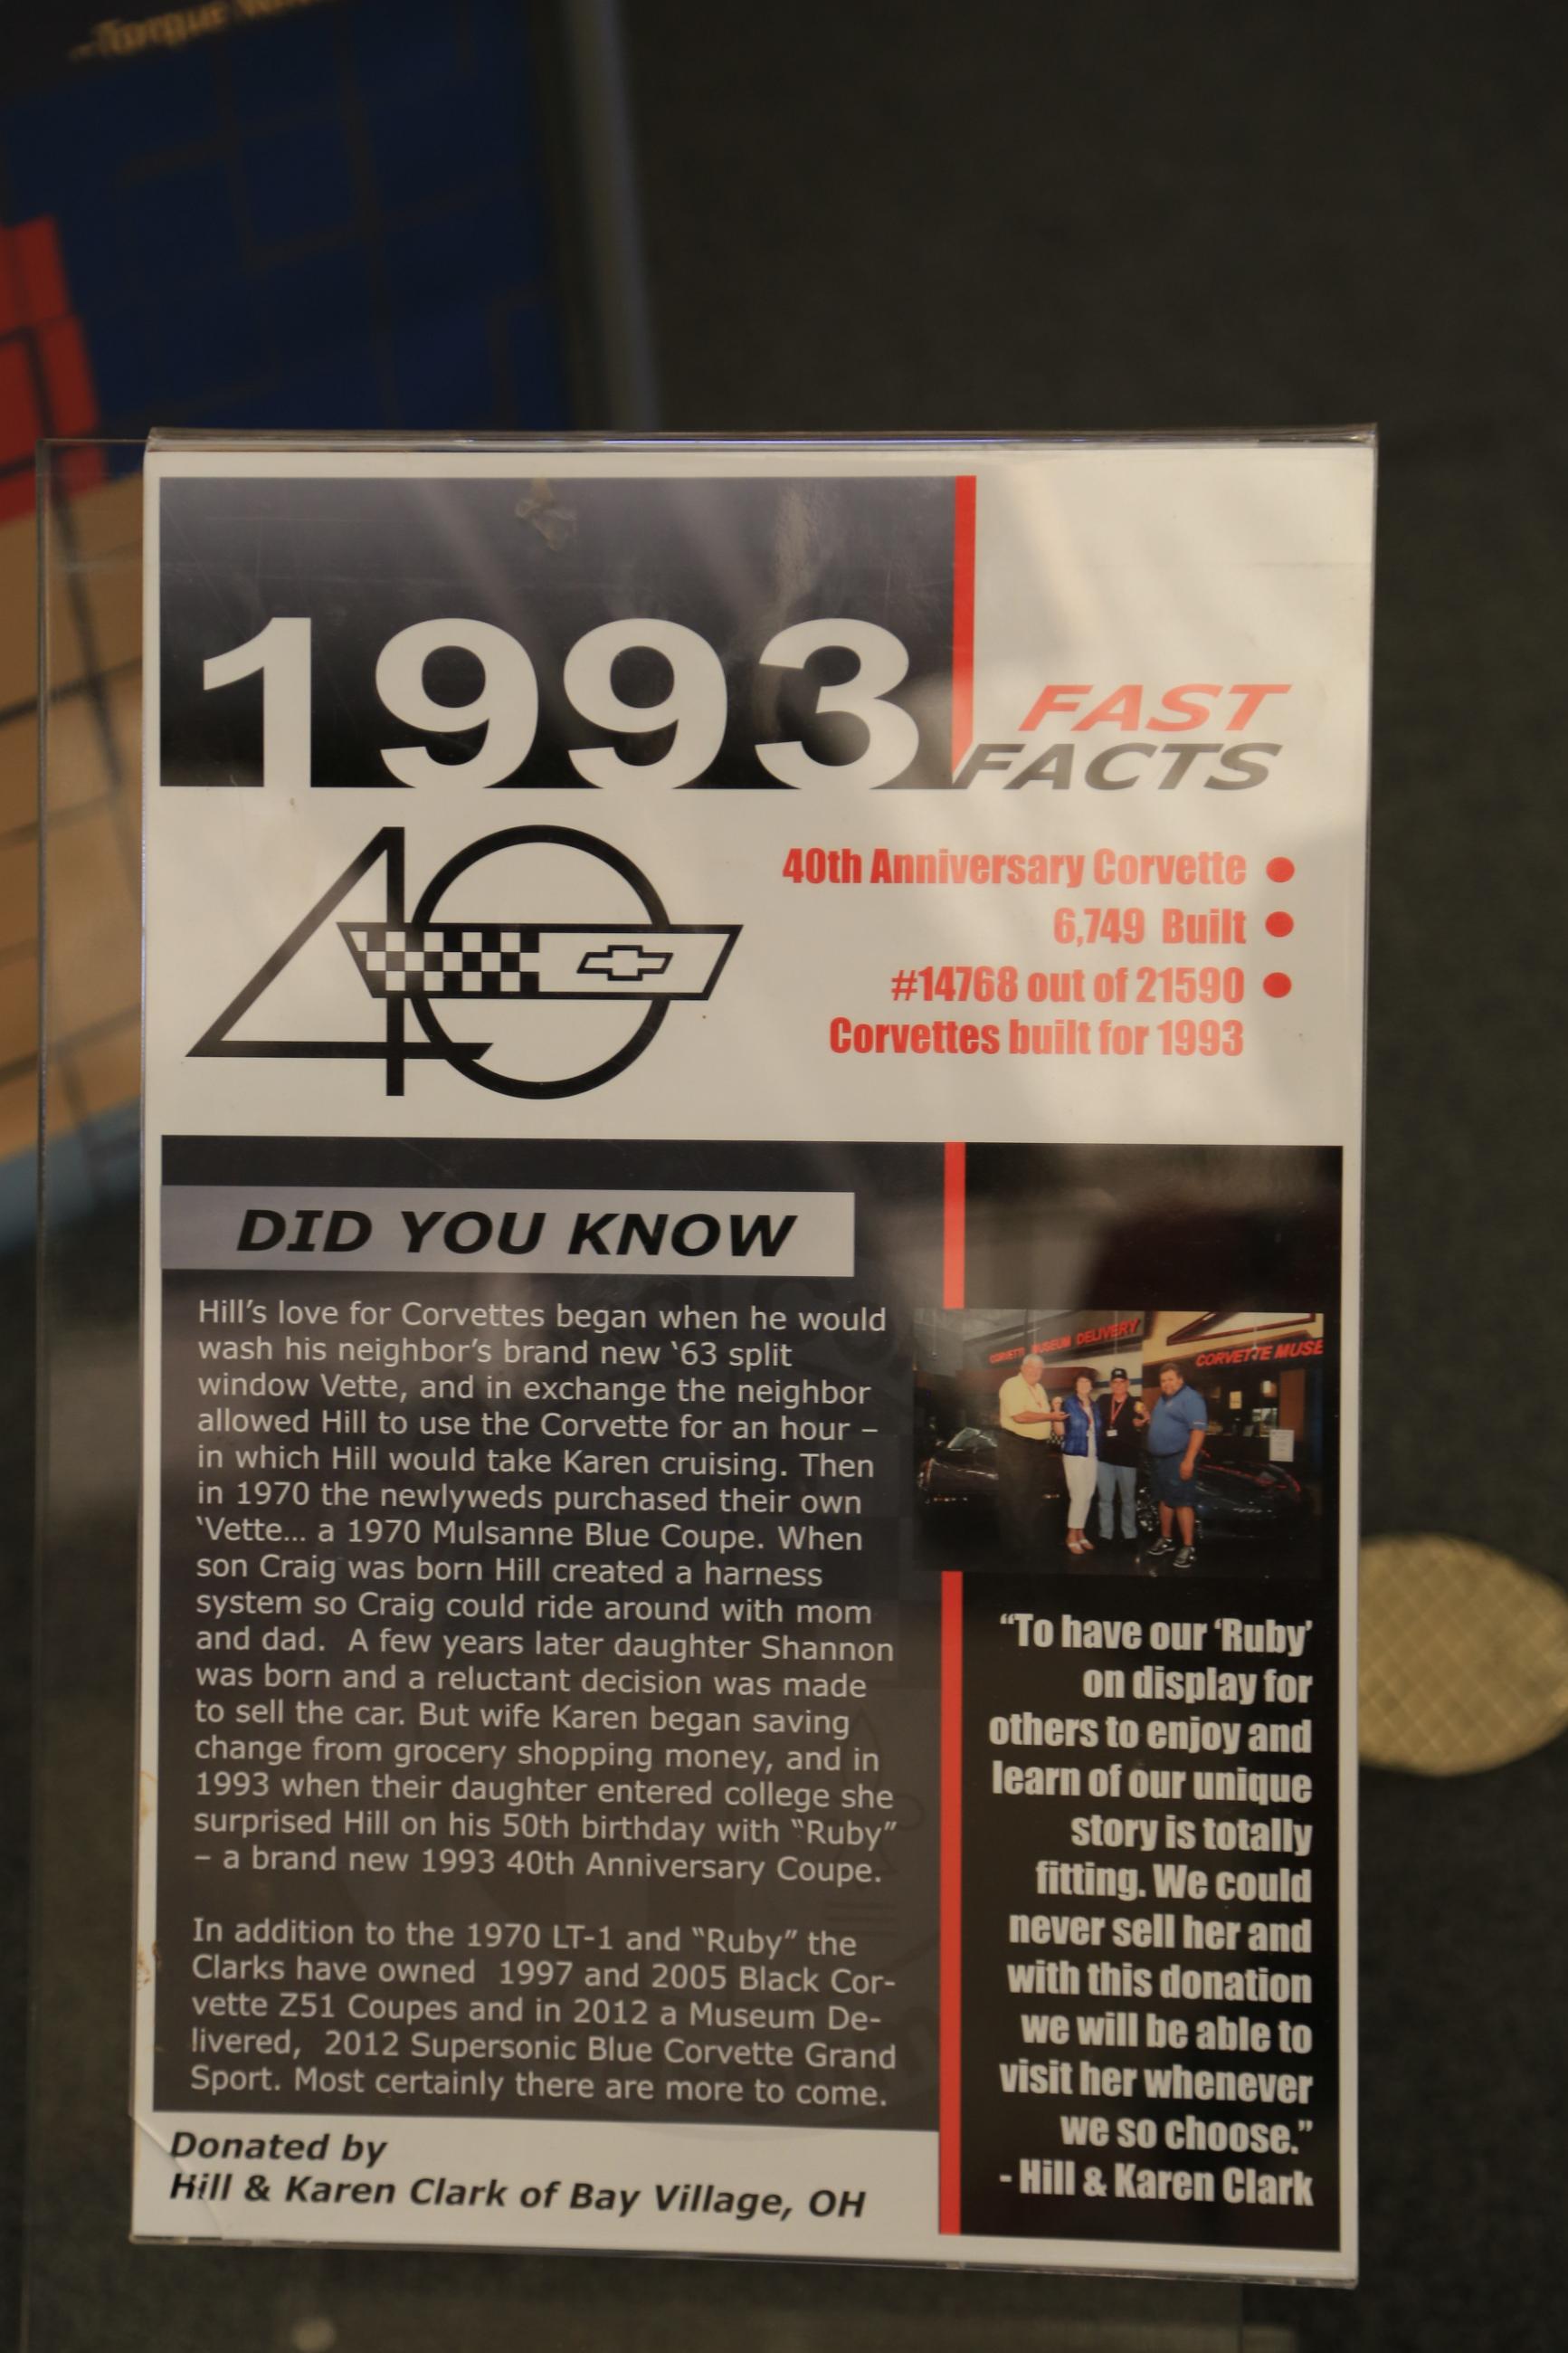 1993
FAST
FACTS
40th Anniversary Corvette
6,749 Built
#14768 out of 21590
Corvettes built for 1993
DID YOU KNOW
Hill's love for Corvettes began when he would
wash his neighbor's brand new '63 split
window Vette, and in exchange the neighbor
allowed Hill to use the Corvette for an hour –
in which Hill would take Karen cruising. Then
in 1970 the newlyweds purchased their own
'Vette... a 1970 Mulsanne Blue Coupe. When
son Craig was born Hill created a harness
system so Craig could ride around with mom
and dad.  A few years later daughter Shannon
was born and a reluctant decision was made
to sell the car. But wife Karen began saving
change from grocery shopping money, and in
1993 when their daughter entered college she
surprised Hill on his 50th birthday with "Ruby"
– a brand new 1993 40th Anniversary Coupe.
In addition to the 1970 LT-1 and "Ruby" the
Clarks have owned  1997 and 2005 Black Cor-
vette Z51 Coupes and in 2012 a Museum De-
livered,  2012 Supersonic Blue Corvette Grand
Sport. Most certainly there are more to come.
Donated by
Hill & Karen Clark of Bay Village, OH
MUSEUM DELIVERY
CORVETTE MUSE
"To have our 'Ruby'
on display for
others to enjoy and
learn of our unique
story is totally
fitting. We could
never sell her and
with this donation
we will be able to
visit her whenever
we so choose."
- Hill & Karen Clark
40